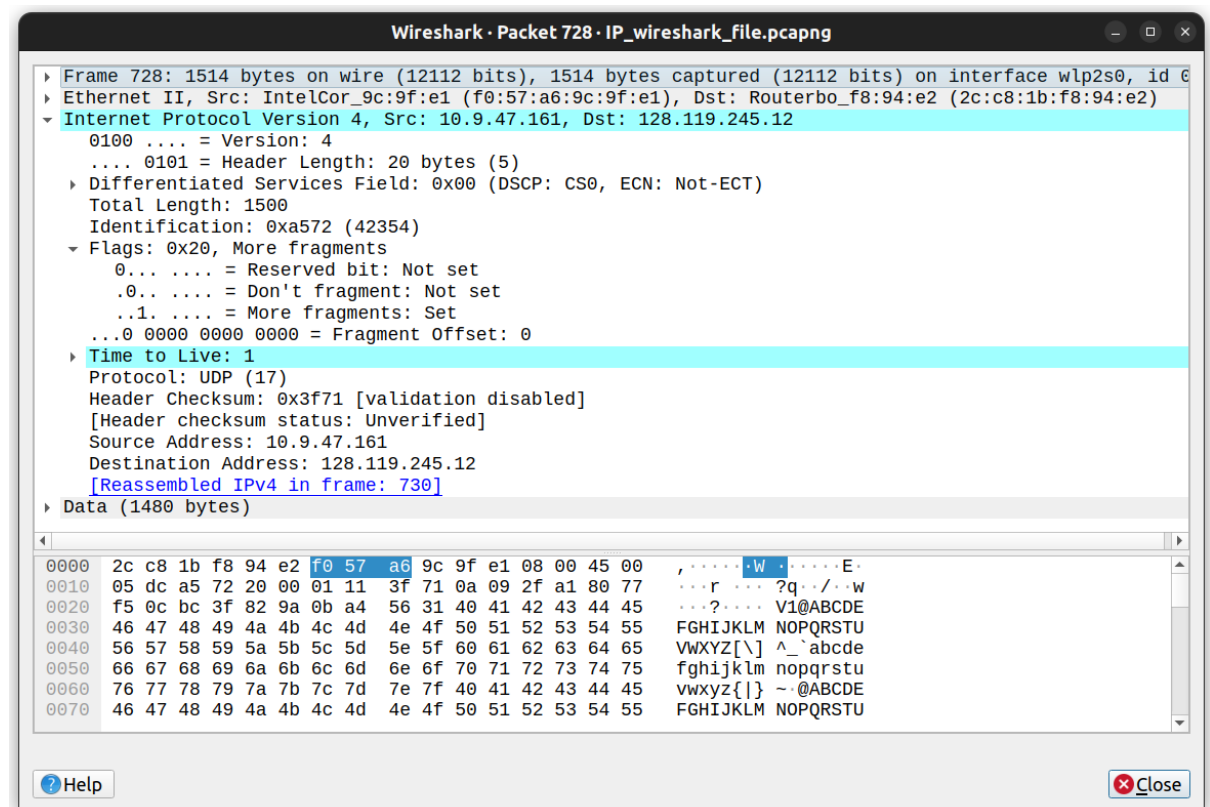 Wireshark · Packet 728 · IP_wireshark_file.pcapng
Frame 728: 1514 bytes on wire (12112 bits), 1514 bytes captured (12112 bits) on interface wlp2s0, id
Ethernet II, Src: IntelCor_9c:9f:e1 (f0:57:a6:9c:9f:e1), Dst: Routerbo_f8:94:e2 (2c:c8:1b:f8:94:e2)
Internet Protocol Version 4, Src: 10.9.47.161, Dst: 128.119.245.12
0100 .... = Version: 4
.... 0101 = Header Length: 20 bytes (5)
Differentiated Services Field: 0x00 (DSCP: CS0, ECN: Not-ECT)
Total Length: 1500
Identification: 0xa572 (42354)
Flags: 0x20, More fragments
0... .... = Reserved bit: Not set
.0.. .... = Don't fragment: Not set
..1. .... = More fragments: Set
...0 0000 0000 0000 = Fragment Offset: 0
Time to Live: 1
Protocol: UDP (17)
Header Checksum: 0x3f71 [validation disabled]
[Header checksum status: Unverified]
Source Address: 10.9.47.161
Destination Address: 128.119.245.12
[Reassembled IPv4 in frame: 730]
Data (1480 bytes)
0000 2c c8 1b f8 94 e2 f0 57 a6 9c 9f e1 08 00 45 00 ,·····W ······E·
0010 05 dc a5 72 20 00 01 11 3f 71 0a 09 2f a1 80 77 ···r ··· ?q··/··w
0020 f5 0c bc 3f 82 9a 0b a4 56 31 40 41 42 43 44 45 ···?···· V1@ABCDE
0030 46 47 48 49 4a 4b 4c 4d 4e 4f 50 51 52 53 54 55 FGHIJKLM NOPQRSTU
0040 56 57 58 59 5a 5b 5c 5d 5e 5f 60 61 62 63 64 65 VWXYZ[\] ^_`abcde
0050 66 67 68 69 6a 6b 6c 6d 6e 6f 70 71 72 73 74 75 fghijklm nopqrstu
0060 76 77 78 79 7a 7b 7c 7d 7e 7f 40 41 42 43 44 45 vwxyz{|} ~·@ABCDE
0070 46 47 48 49 4a 4b 4c 4d 4e 4f 50 51 52 53 54 55 FGHIJKLM NOPQRSTU
Help
Close